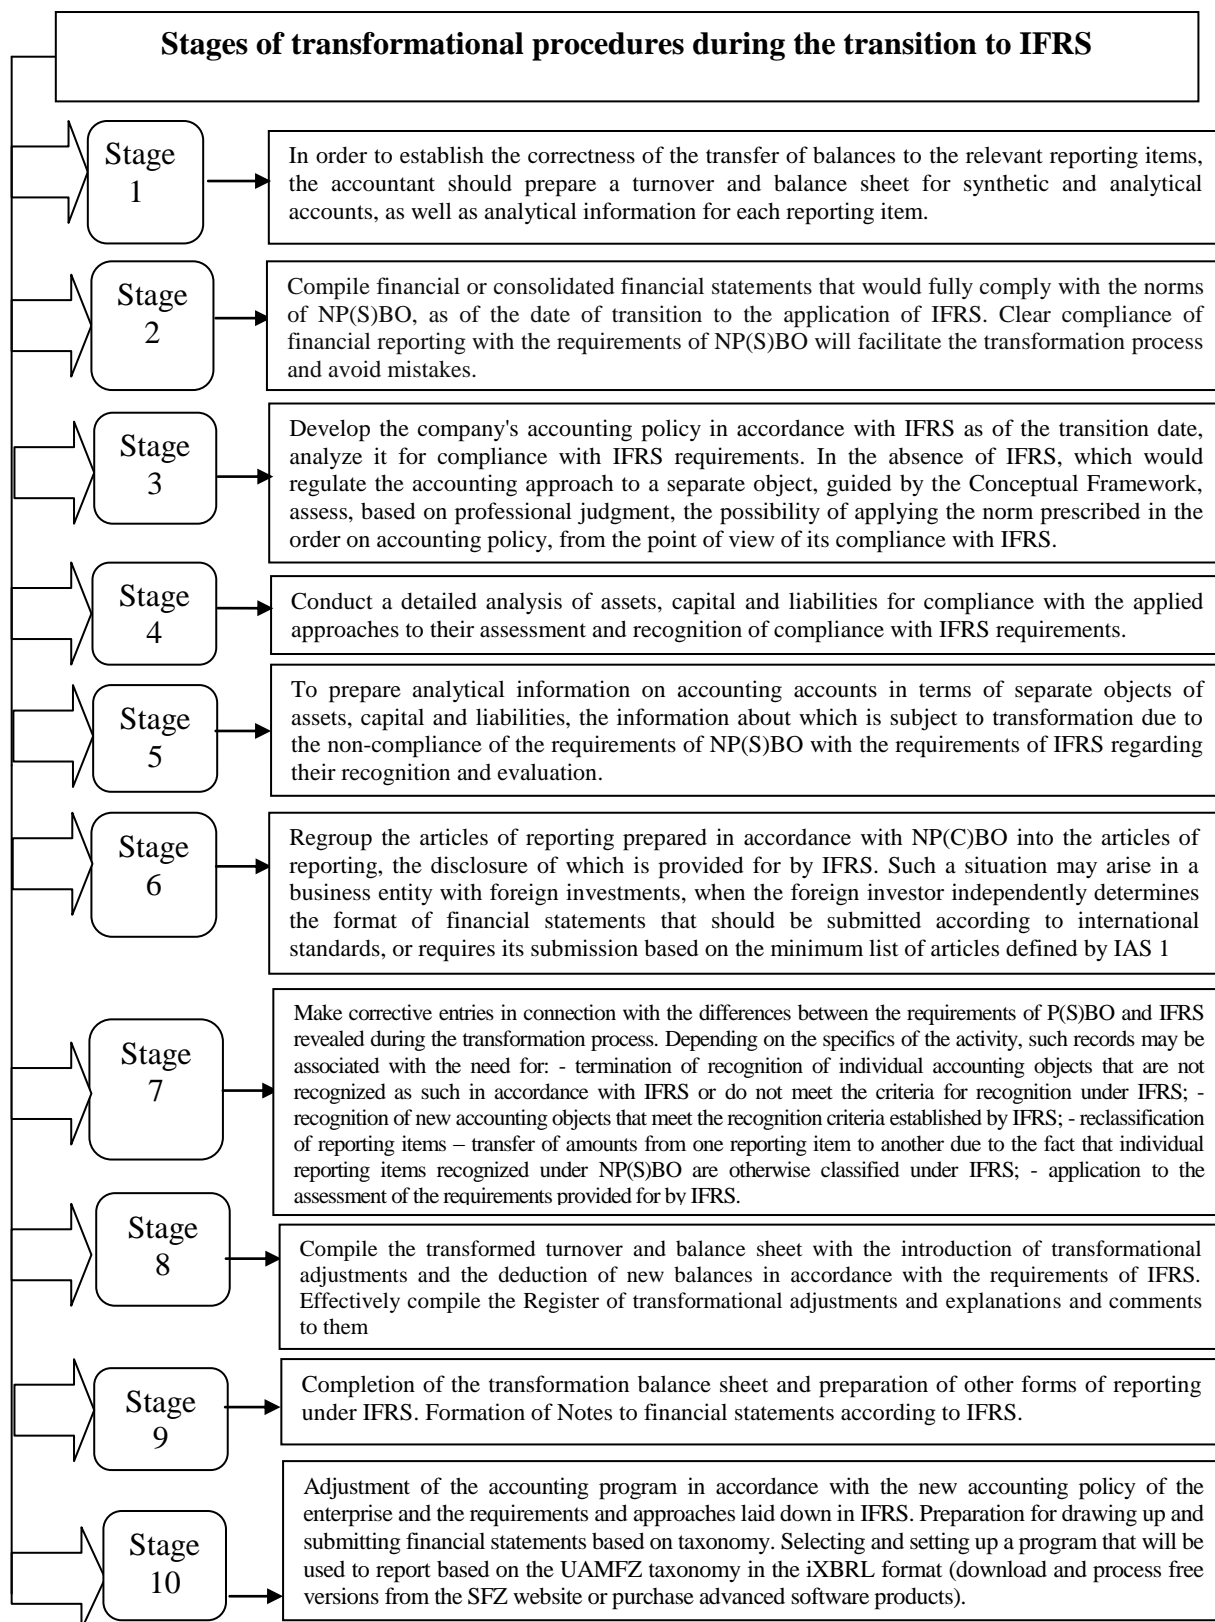 Stages of transformational procedures during the transition to IFRS
Stage
1
In order to establish the correctness of the transfer of balances to the relevant reporting items,
the accountant should prepare a turnover and balance sheet for synthetic and analytical
accounts, as well as analytical information for each reporting item.
Stage
2
Compile financial or consolidated financial statements that would fully comply with the norms
of NP(S)BO, as of the date of transition to the application of IFRS. Clear compliance of
financial reporting with the requirements of NP(S)BO will facilitate the transformation process
and avoid mistakes.
Stage
3
Develop the company's accounting policy in accordance with IFRS as of the transition date,
analyze it for compliance with IFRS requirements. In the absence of IFRS, which would
regulate the accounting approach to a separate object, guided by the Conceptual Framework,
assess, based on professional judgment, the possibility of applying the norm prescribed in the
order on accounting policy, from the point of view of its compliance with IFRS.
Stage
4
Conduct a detailed analysis of assets, capital and liabilities for compliance with the applied
approaches to their assessment and recognition of compliance with IFRS requirements.
Stage
5
To prepare analytical information on accounting accounts in terms of separate objects of
assets, capital and liabilities, the information about which is subject to transformation due to
the non-compliance of the requirements of NP(S)BO with the requirements of IFRS regarding
their recognition and evaluation.
Stage
6
Regroup the articles of reporting prepared in accordance with NP(C)BO into the articles of
reporting, the disclosure of which is provided for by IFRS. Such a situation may arise in a
business entity with foreign investments, when the foreign investor independently determines
the format of financial statements that should be submitted according to international
standards, or requires its submission based on the minimum list of articles defined by IAS 1
Stage
7
Make corrective entries in connection with the differences between the requirements of P(S)BO and IFRS
revealed during the transformation process. Depending on the specifics of the activity, such records may be
associated with the need for: - termination of recognition of individual accounting objects that are not
recognized as such in accordance with IFRS or do not meet the criteria for recognition under IFRS; -
recognition of new accounting objects that meet the recognition criteria established by IFRS; - reclassification
of reporting items – transfer of amounts from one reporting item to another due to the fact that individual
reporting items recognized under NP(S)BO are otherwise classified under IFRS; - application to the
assessment of the requirements provided for by IFRS.
Stage
8
Compile the transformed turnover and balance sheet with the introduction of transformational
adjustments and the deduction of new balances in accordance with the requirements of IFRS.
Effectively compile the Register of transformational adjustments and explanations and comments
to them
Stage
9
Completion of the transformation balance sheet and preparation of other forms of reporting
under IFRS. Formation of Notes to financial statements according to IFRS.
Stage
10
Adjustment of the accounting program in accordance with the new accounting policy of the
enterprise and the requirements and approaches laid down in IFRS. Preparation for drawing up and
submitting financial statements based on taxonomy. Selecting and setting up a program that will be
used to report based on the UAMFZ taxonomy in the iXBRL format (download and process free
versions from the SFZ website or purchase advanced software products).